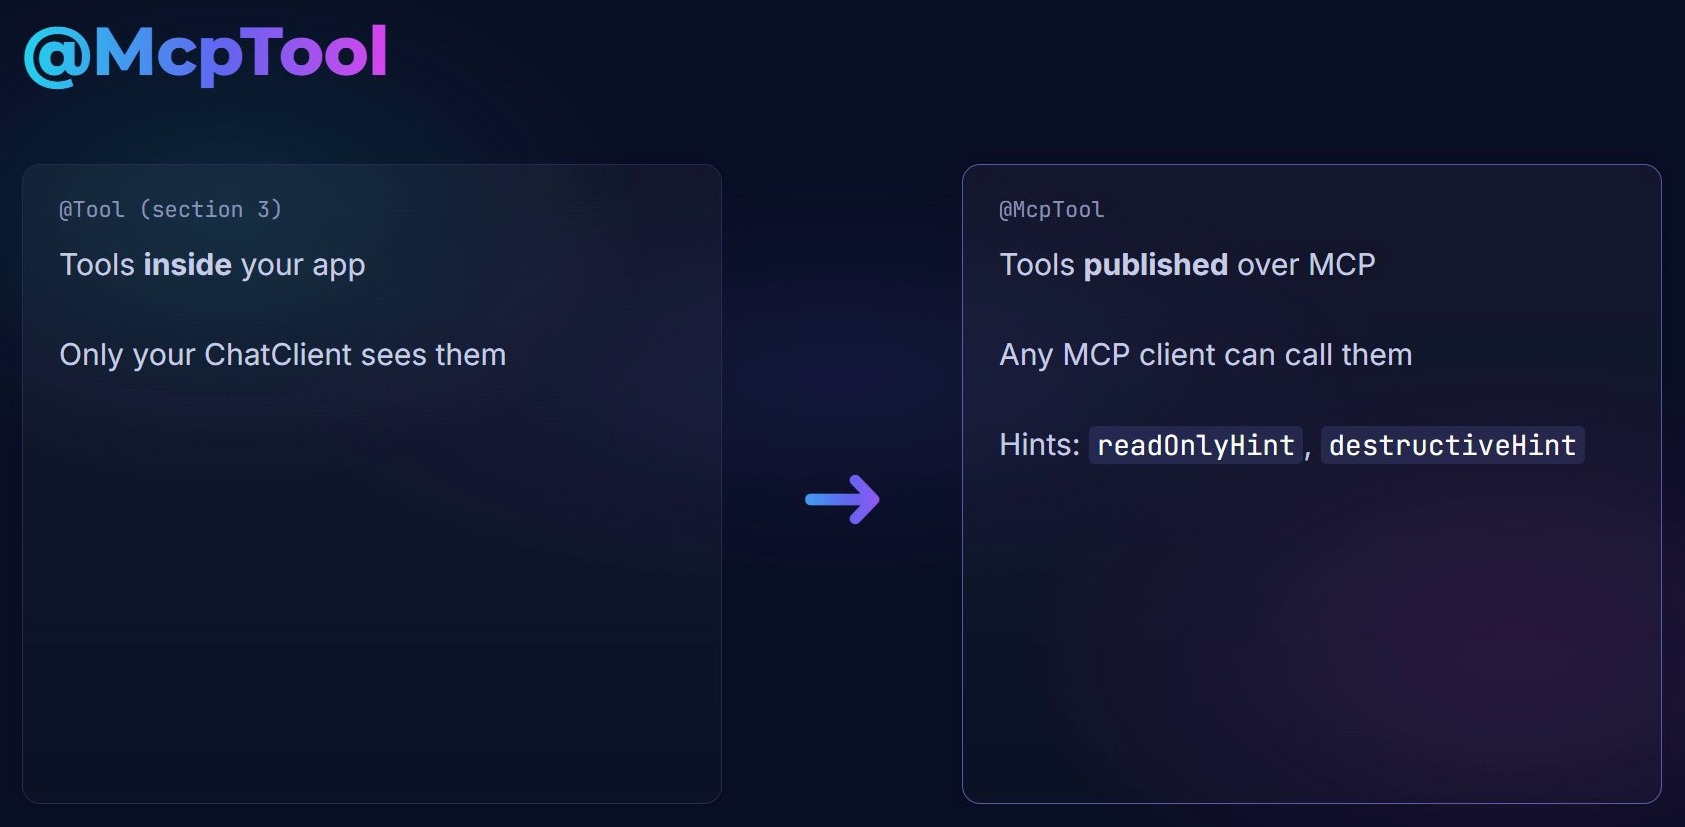 @McpTool
@Tool (section 3)
Tools inside your app
Only your ChatClient sees them
@McpTool
Tools published over MCP
Any MCP client can call them
Hints: readOnlyHint, destructiveHint